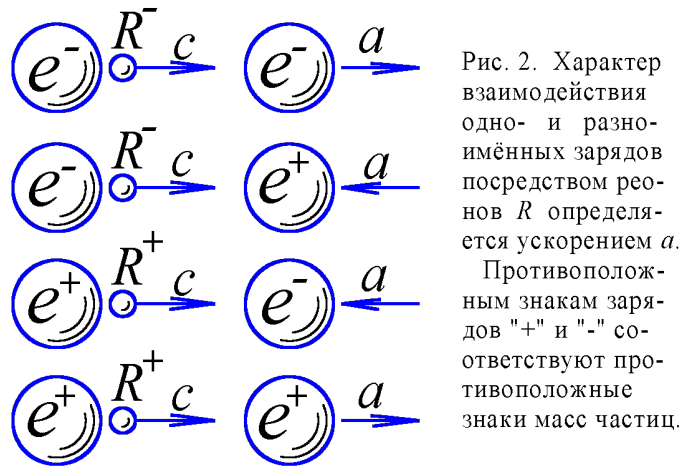 e⁻ R⁻ c e⁻ a
e⁻ R⁻ c e⁺ a
e⁺ R⁺ c e⁻ a
e⁺ R⁺ c e⁺ a
Рис. 2. Характер
взаимодействия
одно- и разно-
имённых зарядов
посредством рео-
нов R определя-
ется ускорением a.
Противополож-
ным знакам заря-
дов "+" и "-" со-
ответствуют про-
тивоположные
знаки масс частиц.